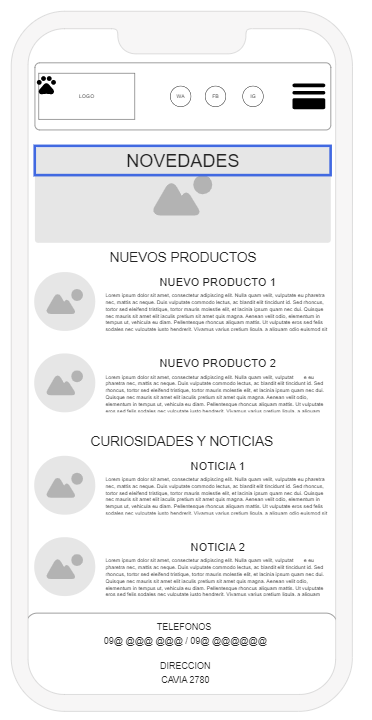 LOGO
WA
FB
IG
NOVEDADES
NUEVOS PRODUCTOS
NUEVO PRODUCTO 1
Lorem ipsum dolor sit amet, consectetur adipiscing elit. Nulla quam velit, vulputate eu pharetra
nec, mattis ac neque. Duis vulputate commodo lectus, ac blandit elit tincidunt id. Sed rhoncus,
tortor sed eleifend tristique, tortor mauris molestie elit, et lacinia ipsum quam nec dui. Quisque
nec mauris sit amet elit iaculis pretium sit amet quis magna. Aenean velit odio, elementum in
tempus ut, vehicula eu diam. Pellentesque rhoncus aliquam mattis. Ut vulputate eros sed felis
sodales nec vulputate justo hendrerit. Vivamus varius pretium ligula, a aliquam odio euismod sit
NUEVO PRODUCTO 2
Lorem ipsum dolor sit amet, consectetur adipiscing elit. Nulla quam velit, vulputat e eu
pharetra nec, mattis ac neque. Duis vulputate commodo lectus, ac blandit elit tincidunt id. Sed
rhoncus, tortor sed eleifend tristique, tortor mauris molestie elit, et lacinia ipsum quam nec dui.
Quisque nec mauris sit amet elit iaculis pretium sit amet quis magna. Aenean velit odio,
elementum in tempus ut, vehicula eu diam. Pellentesque rhoncus aliquam mattis. Ut vulputate
eros sed felis sodales nec vulputate justo hendrerit. Vivamus varius pretium ligula, a aliquam
CURIOSIDADES Y NOTICIAS
NOTICIA 1
Lorem ipsum dolor sit amet, consectetur adipiscing elit. Nulla quam velit, vulputate eu pharetra
nec, mattis ac neque. Duis vulputate commodo lectus, ac blandit elit tincidunt id. Sed rhoncus,
tortor sed eleifend tristique, tortor mauris molestie elit, et lacinia ipsum quam nec dui. Quisque
nec mauris sit amet elit iaculis pretium sit amet quis magna. Aenean velit odio, elementum in
tempus ut, vehicula eu diam. Pellentesque rhoncus aliquam mattis. Ut vulputate eros sed felis
sodales nec vulputate justo hendrerit. Vivamus varius pretium ligula, a aliquam odio euismod sit
NOTICIA 2
Lorem ipsum dolor sit amet, consectetur adipiscing elit. Nulla quam velit, vulputat e eu
pharetra nec, mattis ac neque. Duis vulputate commodo lectus, ac blandit elit tincidunt id. Sed
rhoncus, tortor sed eleifend tristique, tortor mauris molestie elit, et lacinia ipsum quam nec dui.
Quisque nec mauris sit amet elit iaculis pretium sit amet quis magna. Aenean velit odio,
elementum in tempus ut, vehicula eu diam. Pellentesque rhoncus aliquam mattis. Ut vulputate
eros sed felis sodales nec vulputate justo hendrerit. Vivamus varius pretium ligula, a aliquam
TELEFONOS
09@ @@@ @@@ / 09@ @@@@@@
DIRECCION
CAVIA 2780